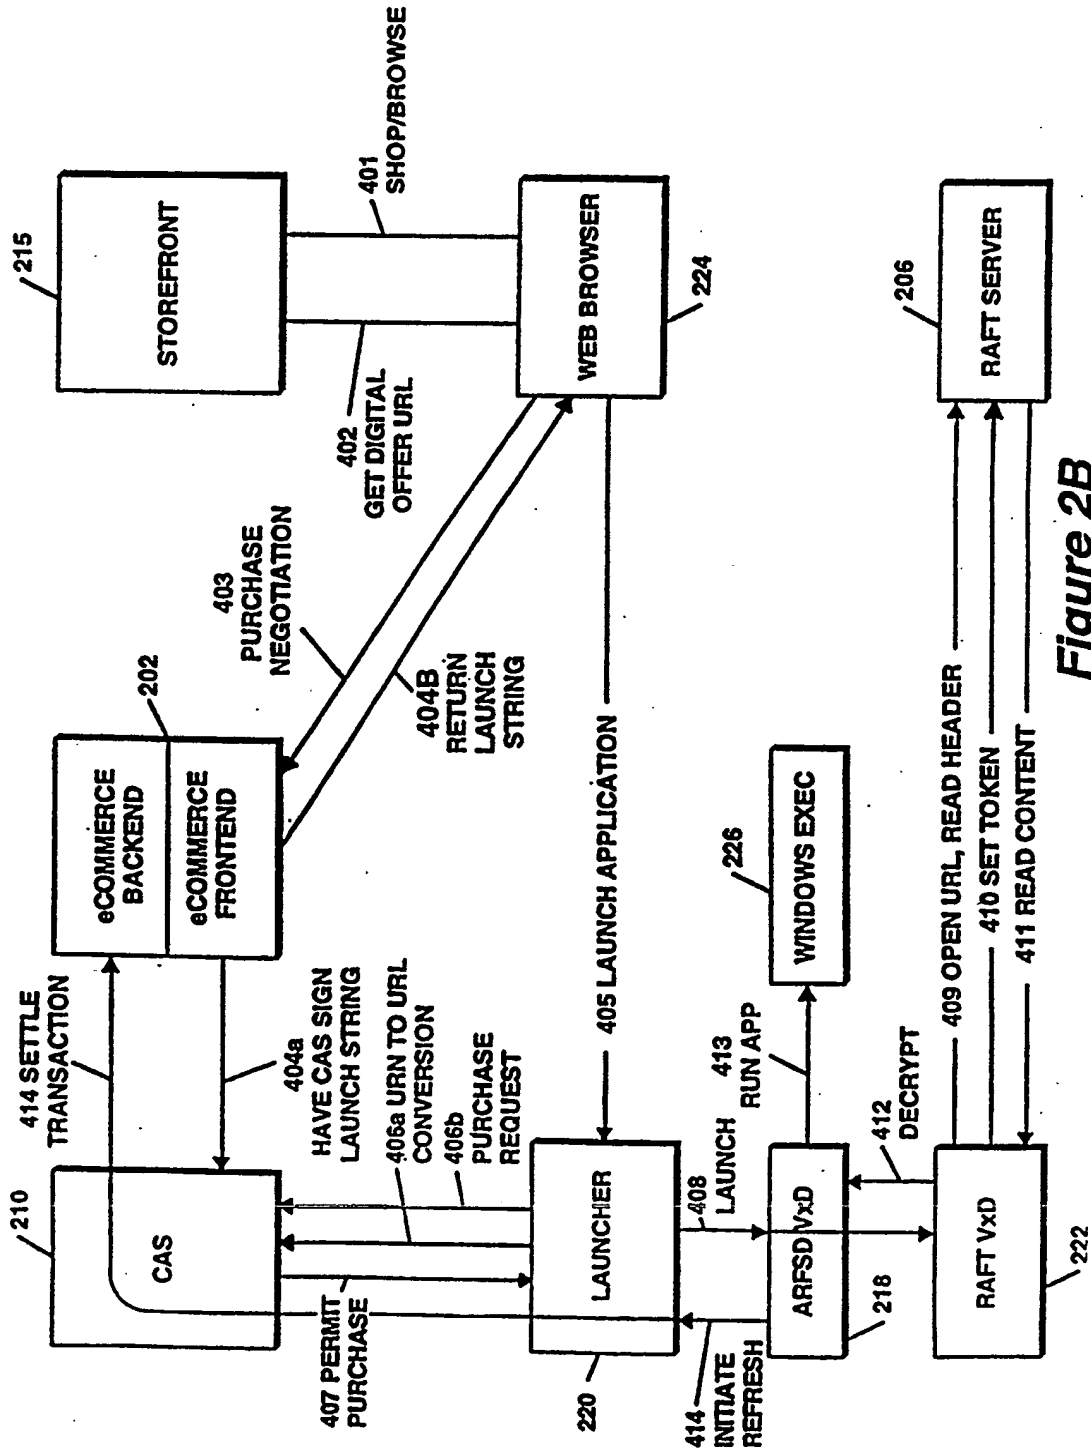 215
STOREFRONT
401
SHOP/BROWSE
402
GET DIGITAL
OFFER URL
WEB BROWSER
224
403
PURCHASE
NEGOTIATION
404B
RETURN
LAUNCH
STRING
202
eCOMMERCE
BACKEND
eCOMMERCE
FRONTEND
414 SETTLE
TRANSACTION
404a
HAVE CAS SIGN
LAUNCH STRING
406a URN TO URL
CONVERSION
406b PURCHASE
REQUEST
210
CAS
407 PERMIT
PURCHASE
405 LAUNCH APPLICATION
LAUNCHER
220
408 LAUNCH
414
INITIATE
REFRESH
413
RUN APP
226
WINDOWS EXEC
ARFSD VxD
218
412
DECRYPT
RAFT VxD
222
409 OPEN URL, READ HEADER
410 SET TOKEN
411 READ CONTENT
206
RAFT SERVER
Figure 2B